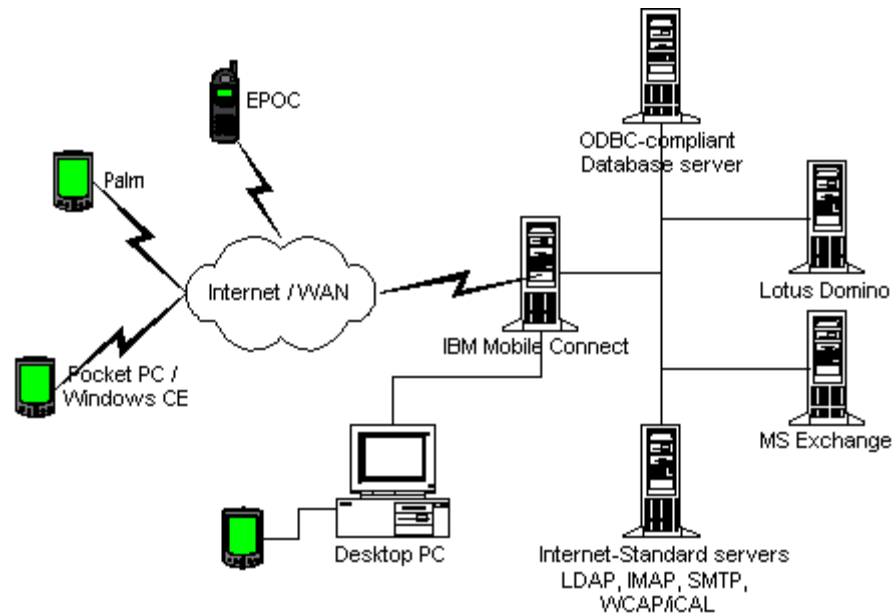 EPOC
ODBC-compliant
Database server
Palm
Internet / WAN
Lotus Domino
IBM Mobile Connect
Pocket PC /
Windows CE
MS Exchange
Desktop PC
Internet-Standard servers
LDAP, IMAP, SMTP,
WCAP/iCAL